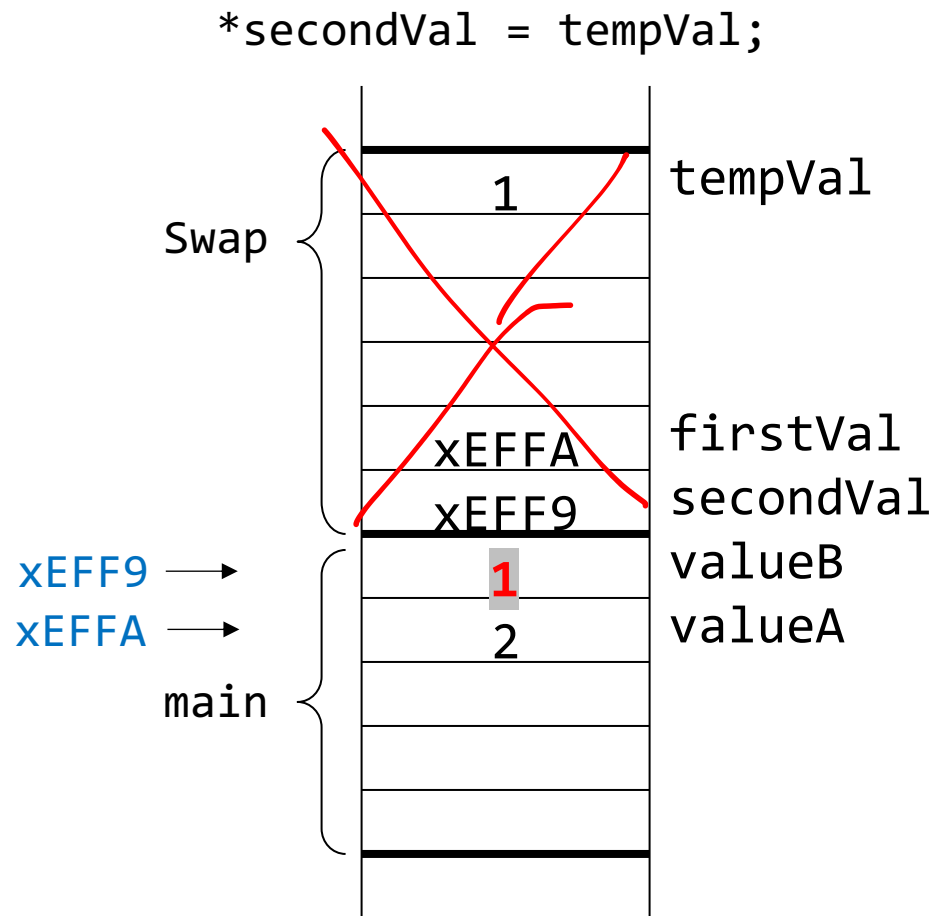 *secondVal = tempVal;
1 tempVal
Swap
xEFFA firstVal
xEFF9 secondVal
xEFF9 1 valueB
xEFFA 2 valueA
main